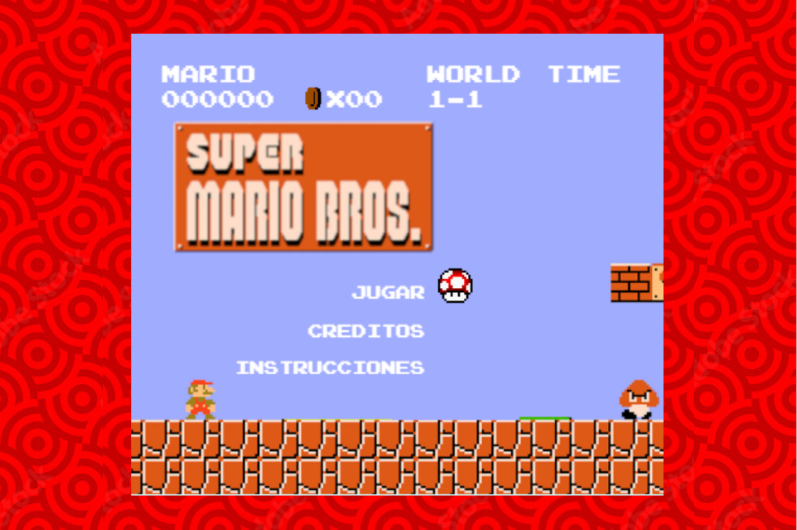 MARIO WORLD TIME
000000 x00 1-1
SUPER
MARIO BROS.
JUGAR
CREDITOS
INSTRUCCIONES